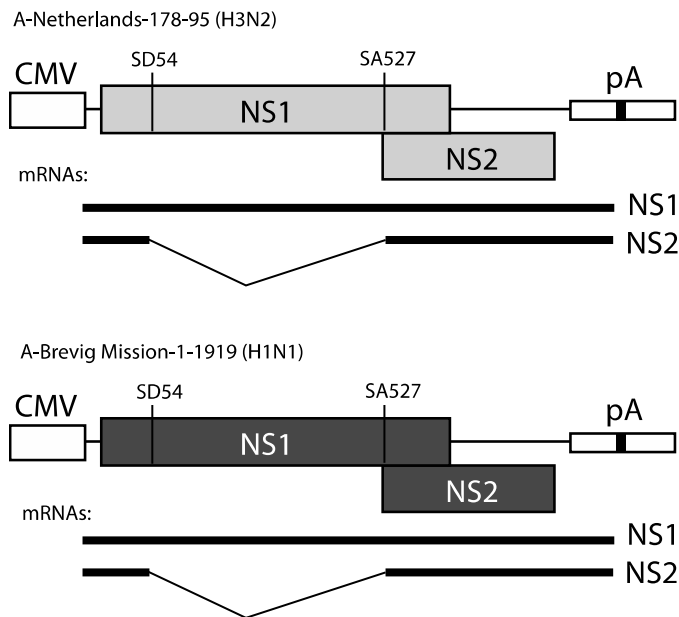 A-Netherlands-178-95 (H3N2)
SD54 SA527
CMV pA
NS1
NS2
mRNAs:
NS1
NS2
A-Brevig Mission-1-1919 (H1N1)
SD54 SA527
CMV pA
NS1
NS2
mRNAs:
NS1
NS2